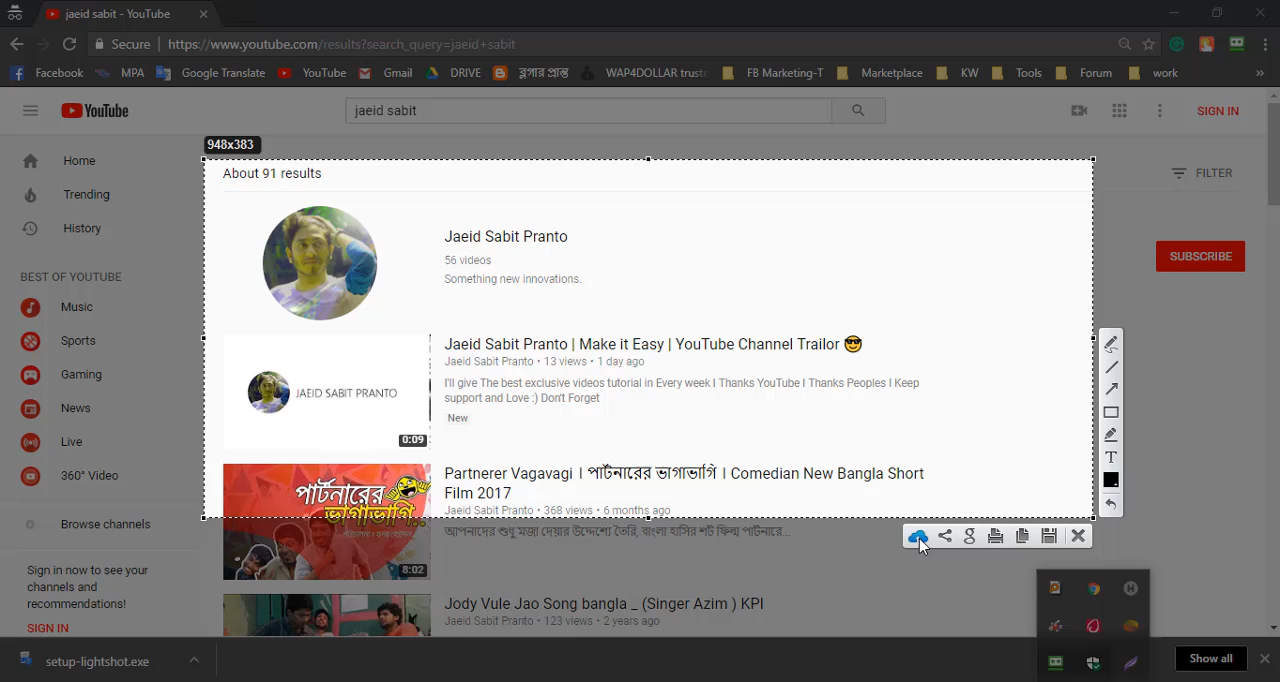 jaeid sabit - YouTube
Secure | https://www.youtube.com/results?search_query=jaeid+sabit
Facebook MPA Google Translate YouTube Gmail DRIVE ব্লগার প্রান্ত WAP4DOLLAR truste FB Marketing-T Marketplace KW Tools Forum work »
YouTube jaeid sabit SIGN IN
948x383
Home
Trending
History
BEST OF YOUTUBE
Music
Sports
Gaming
News
Live
360° Video
Browse channels
Sign in now to see your
channels and
recommendations!
SIGN IN
About 91 results
FILTER
Jaeid Sabit Pranto
56 videos
Something new innovations.
SUBSCRIBE
JAEID SABIT PRANTO
0:09
Jaeid Sabit Pranto | Make it Easy | YouTube Channel Trailor 😎
Jaeid Sabit Pranto • 13 views • 1 day ago
I'll give The best exclusive videos tutorial in Every week I Thanks YouTube I Thanks Peoples I Keep
support and Love :) Don't Forget
New
পার্টনারের
ভাগাভাগি
8:02
Partnerer Vagavagi । পার্টনারের ভাগাভাগি । Comedian New Bangla Short
Film 2017
Jaeid Sabit Pranto • 368 views • 6 months ago
আপনাদের শুধু মজা দেয়ার উদ্দেশ্যে তৈরি, বাংলা হাসির শর্ট ফিল্ম পার্টনারে...
Jody Vule Jao Song bangla _ (Singer Azim ) KPI
Jaeid Sabit Pranto • 123 views • 2 years ago
T
g
setup-lightshot.exe
Show all